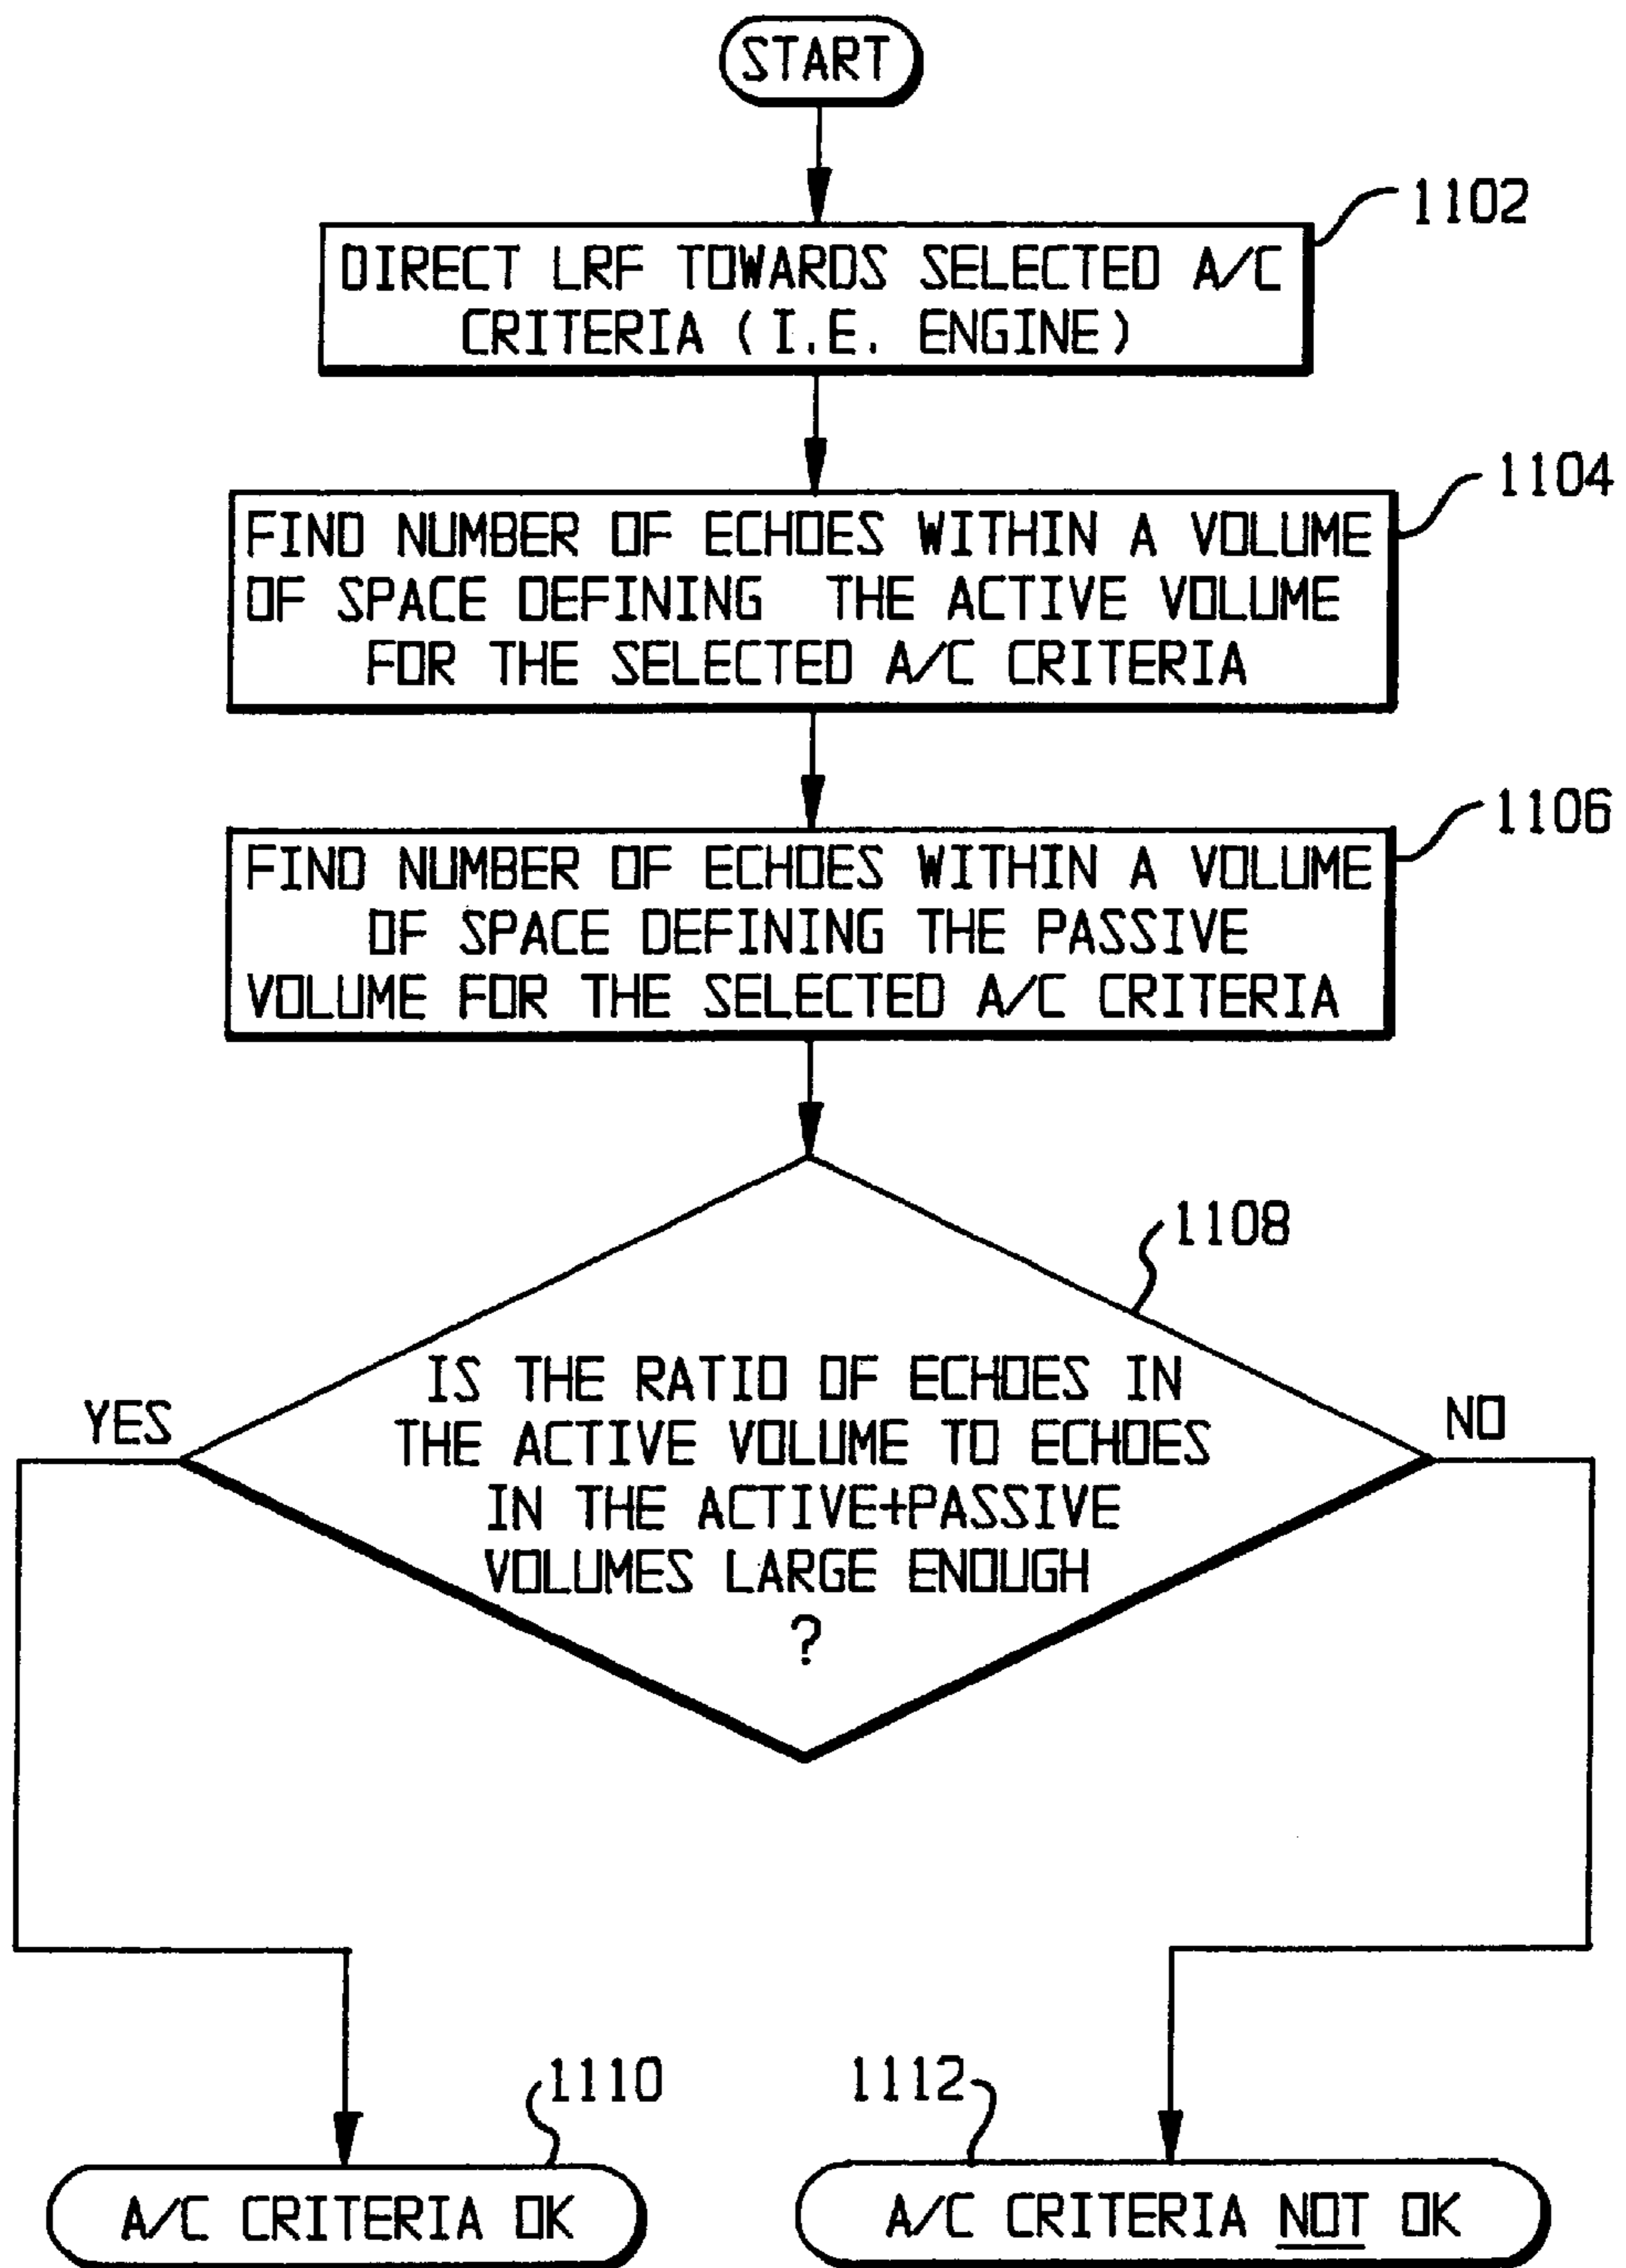 START
1102
DIRECT LRF TOWARDS SELECTED A/C
CRITERIA (I.E. ENGINE)
1104
FIND NUMBER OF ECHOES WITHIN A VOLUME
OF SPACE DEFINING THE ACTIVE VOLUME
FOR THE SELECTED A/C CRITERIA
1106
FIND NUMBER OF ECHOES WITHIN A VOLUME
OF SPACE DEFINING THE PASSIVE
VOLUME FOR THE SELECTED A/C CRITERIA
1108
IS THE RATIO OF ECHOES IN
THE ACTIVE VOLUME TO ECHOES
IN THE ACTIVE+PASSIVE
VOLUMES LARGE ENOUGH
?
YES
NO
1110
1112
A/C CRITERIA OK
A/C CRITERIA NOT OK